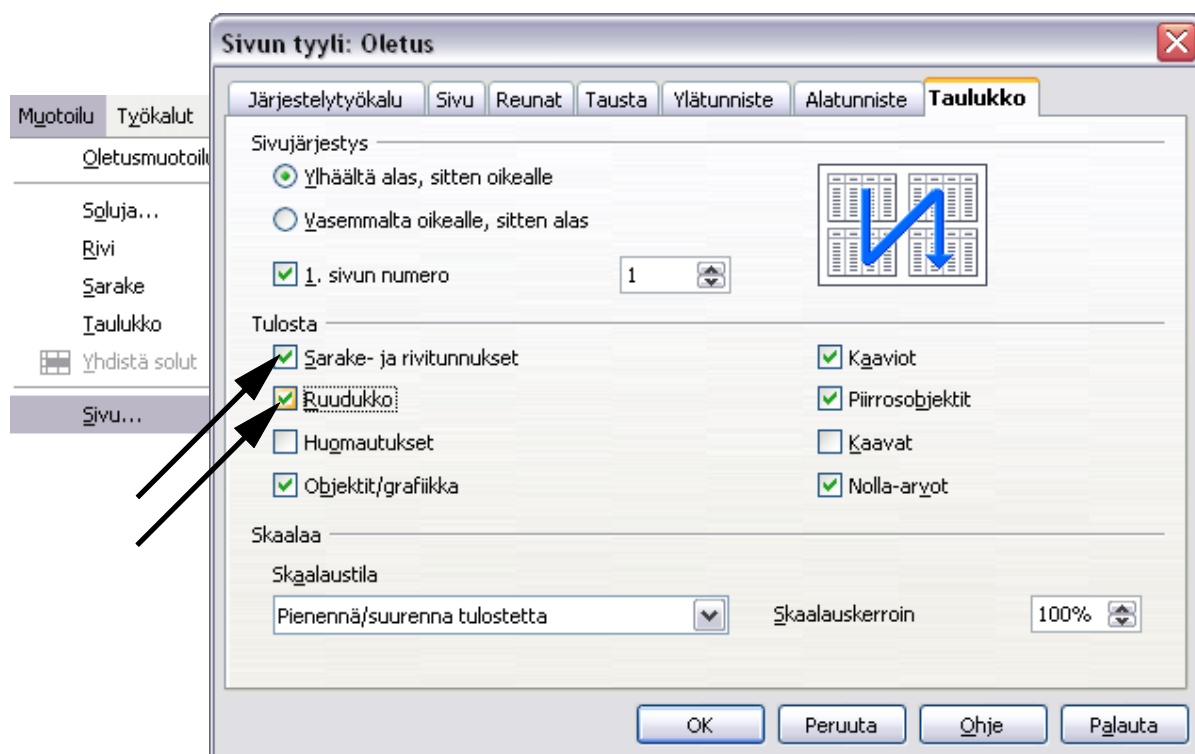 Sivun tyyli: Oletus
Muotoilu Työkalut
Oletusmuotoilu
Soluja...
Rivi
Sarake
Taulukko
Yhdistä solut
Sivu...
Järjestelytyökalu Sivu Reunat Tausta Ylätunniste Alatunniste Taulukko
Sivujärjestys
Ylhäältä alas, sitten oikealle
Vasemmalta oikealle, sitten alas
1. sivun numero 1
Tulosta
Sarake- ja rivitunnukset Kaaviot
Ruudukko Piirrosobjektit
Huomautukset Kaavat
Objektit/grafiikka Nolla-arvot
Skaalaa
Skaalaustila
Pienennä/suurenna tulostetta Skaalauskerroin 100%
OK Peruuta Ohje Palauta